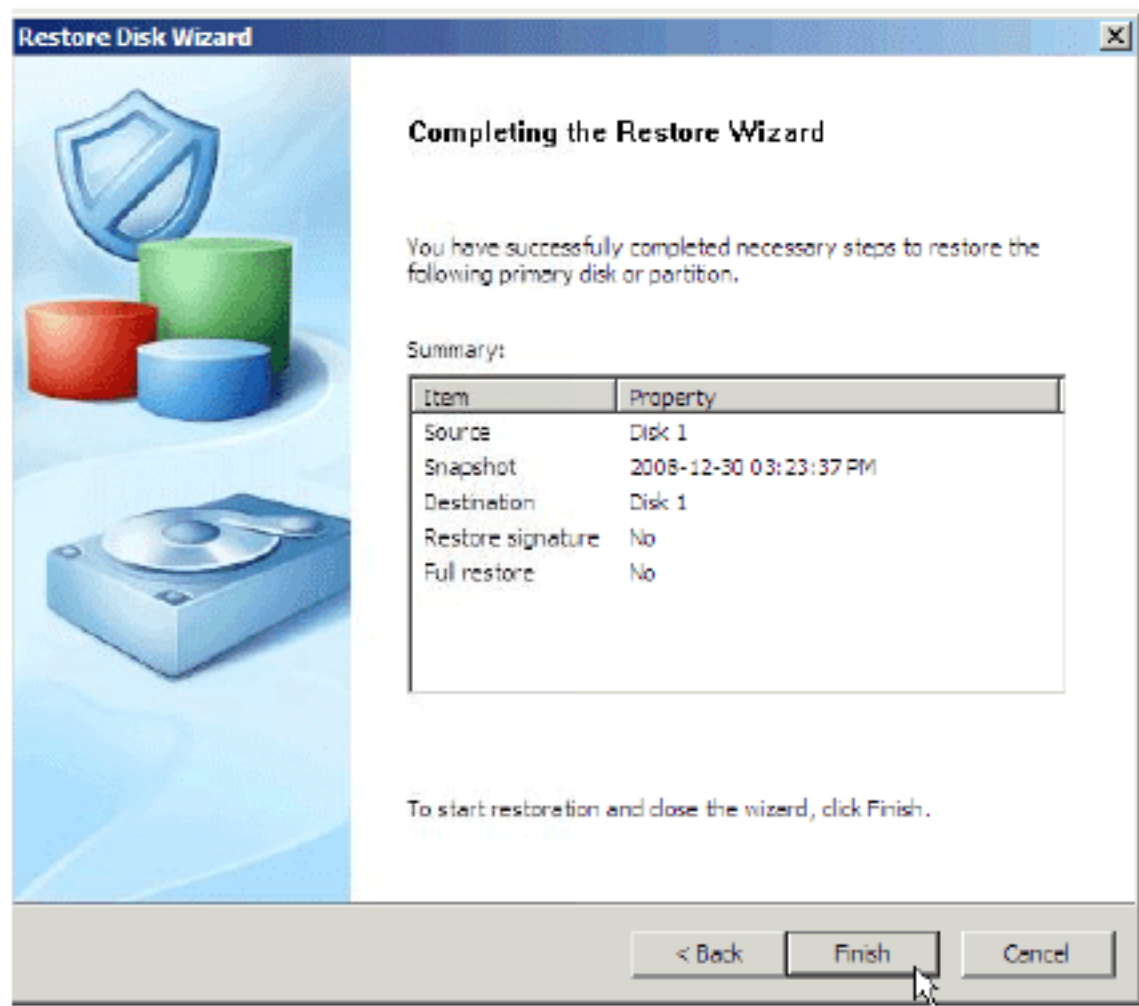 Restore Disk Wizard
Completing the Restore Wizard
You have successfully completed necessary steps to restore the
following primary disk or partition.
Summary:
Item Property
Source Disk 1
Snapshot 2008-12-30 03:23:37 PM
Destination Disk 1
Restore signature No
Full restore No
To start restoration and close the wizard, click Finish.
< Back Finish Cancel